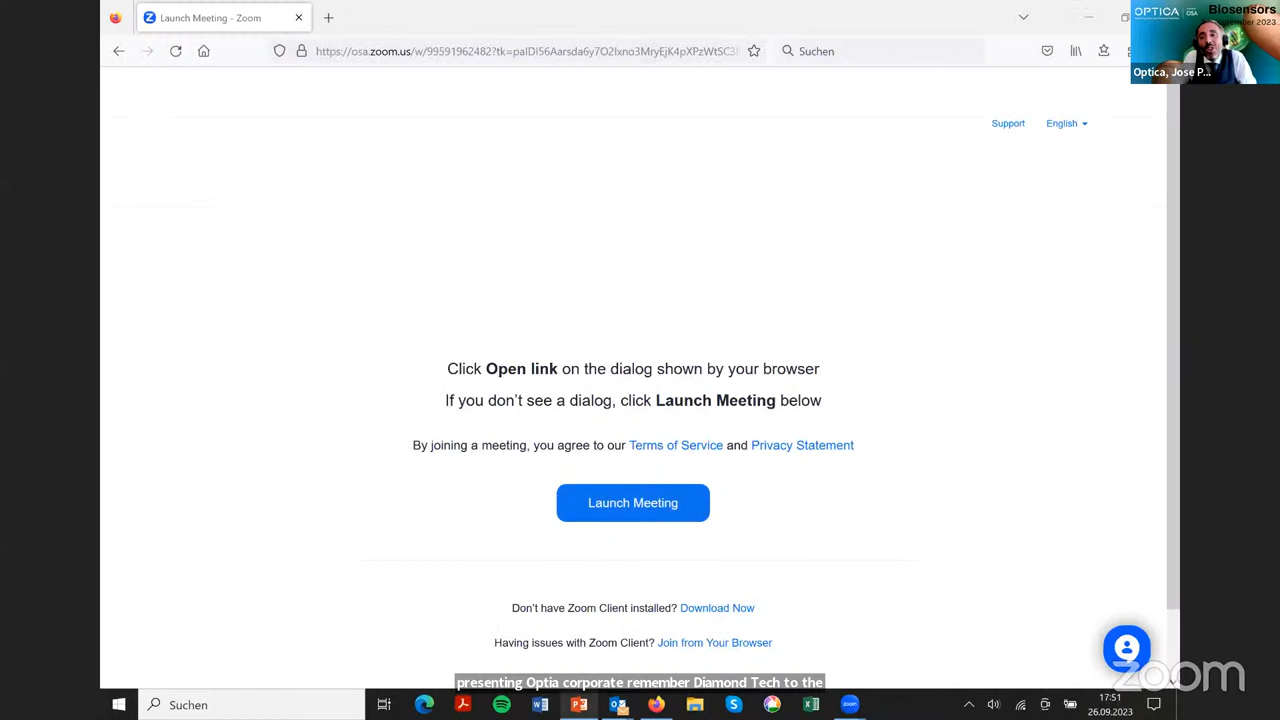 Launch Meeting - Zoom
OPTICA
OSA
Biosensors
2023
https://osa.zoom.us/w/99591962482?tk=
Suchen
Optica, Jose P...
Support
English
Click Open link on the dialog shown by your browser
If you don't see a dialog, click Launch Meeting below
By joining a meeting, you agree to our Terms of Service and Privacy Statement
Launch Meeting
Don't have Zoom Client installed? Download Now
Having issues with Zoom Client? Join from Your Browser
presenting Optia corporate remember Diamond Tech to the
zoom
Suchen
zoom
17:51
26.09.2023